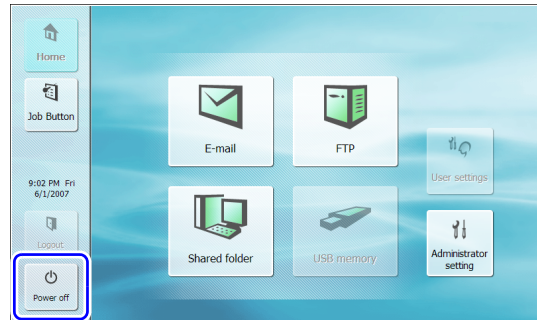 Home
Job Button
9:02 PM Fri
6/1/2007
Logout
Power off
E-mail
FTP
Shared folder
USB memory
User settings
Administrator
setting